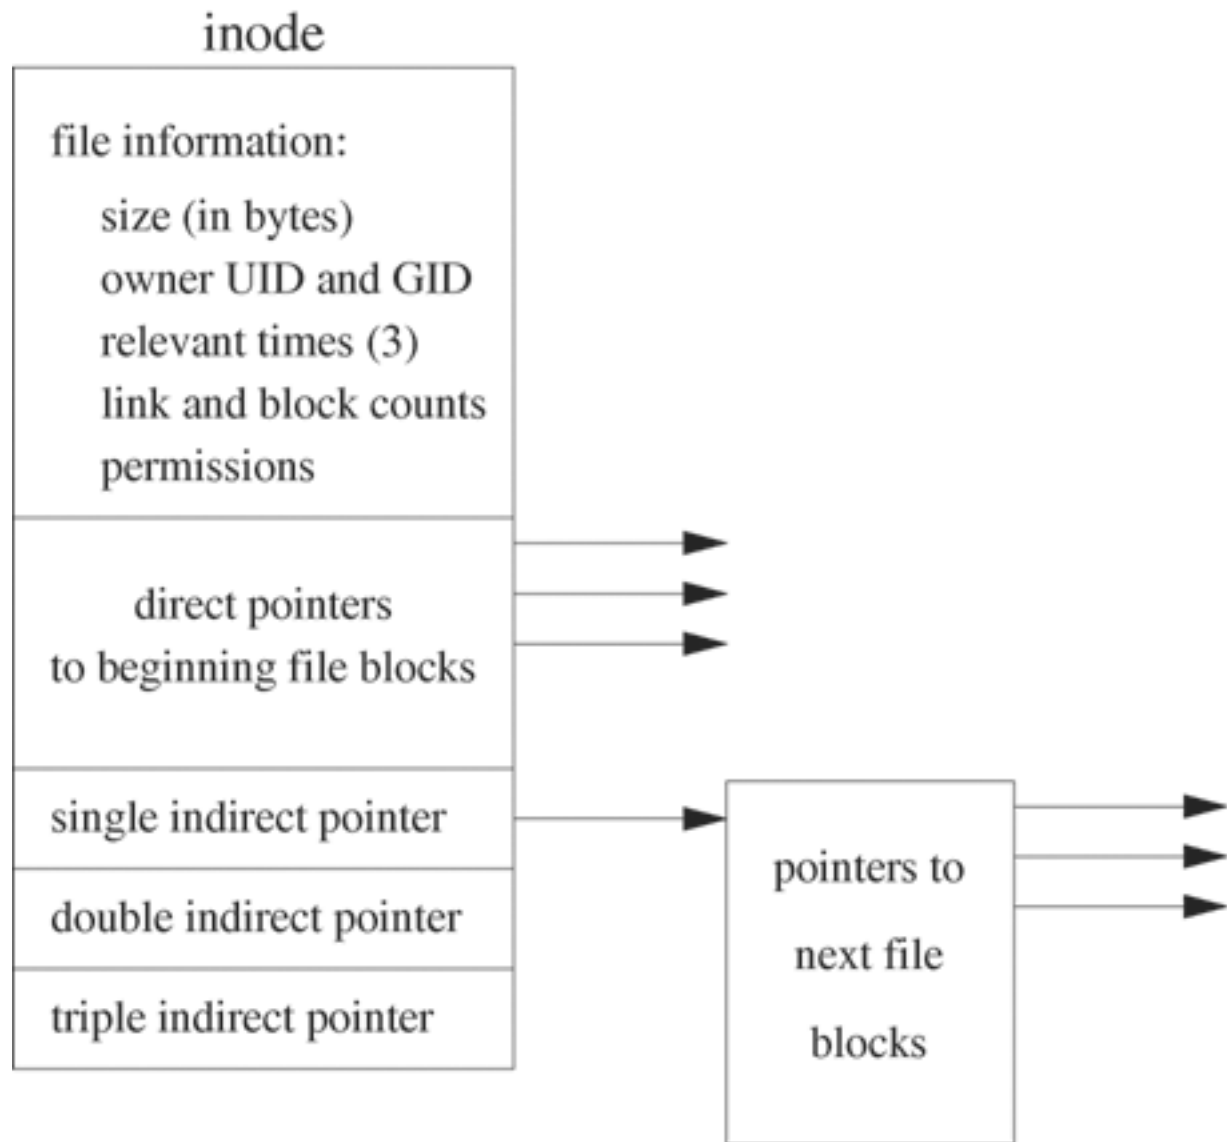 inode
file information:
size (in bytes)
owner UID and GID
relevant times (3)
link and block counts
permissions
direct pointers
to beginning file blocks
single indirect pointer
double indirect pointer
triple indirect pointer
pointers to
next file
blocks